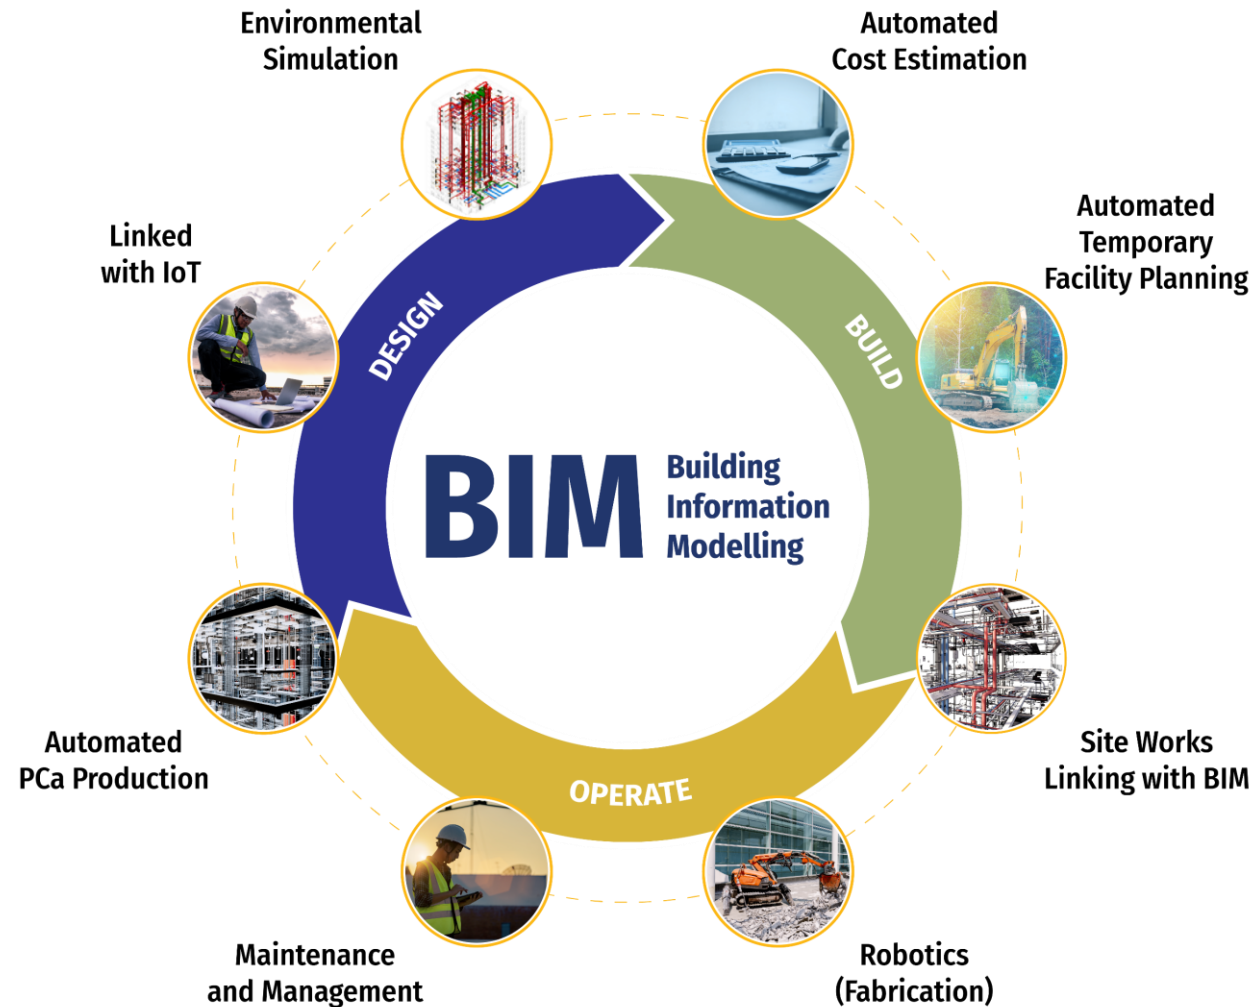 Environmental
Simulation
Automated
Cost Estimation
Linked
with IoT
Automated
Temporary
Facility Planning
DESIGN
BUILD
BIM
Building
Information
Modelling
Automated
PCa Production
Site Works
Linking with BIM
OPERATE
Maintenance
and Management
Robotics
(Fabrication)